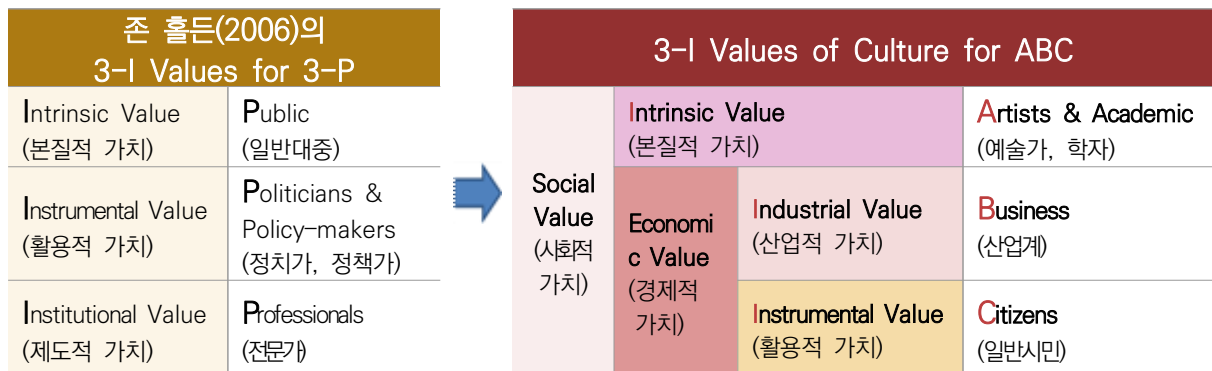 존 홀든(2006)의
3-I Values for 3-P
Intrinsic Value
(본질적 가치)
Public
(일반대중)
Instrumental Value
(활용적 가치)
Politicians &
Policy-makers
(정치가, 정책가)
Institutional Value
(제도적 가치)
Professionals
(전문가)
3-I Values of Culture for ABC
Social
Value
(사회적
가치)
Intrinsic Value
(본질적 가치)
Artists & Academic
(예술가, 학자)
Economi
c Value
(경제적
가치)
Industrial Value
(산업적 가치)
Business
(산업계)
Instrumental Value
(활용적 가치)
Citizens
(일반시민)